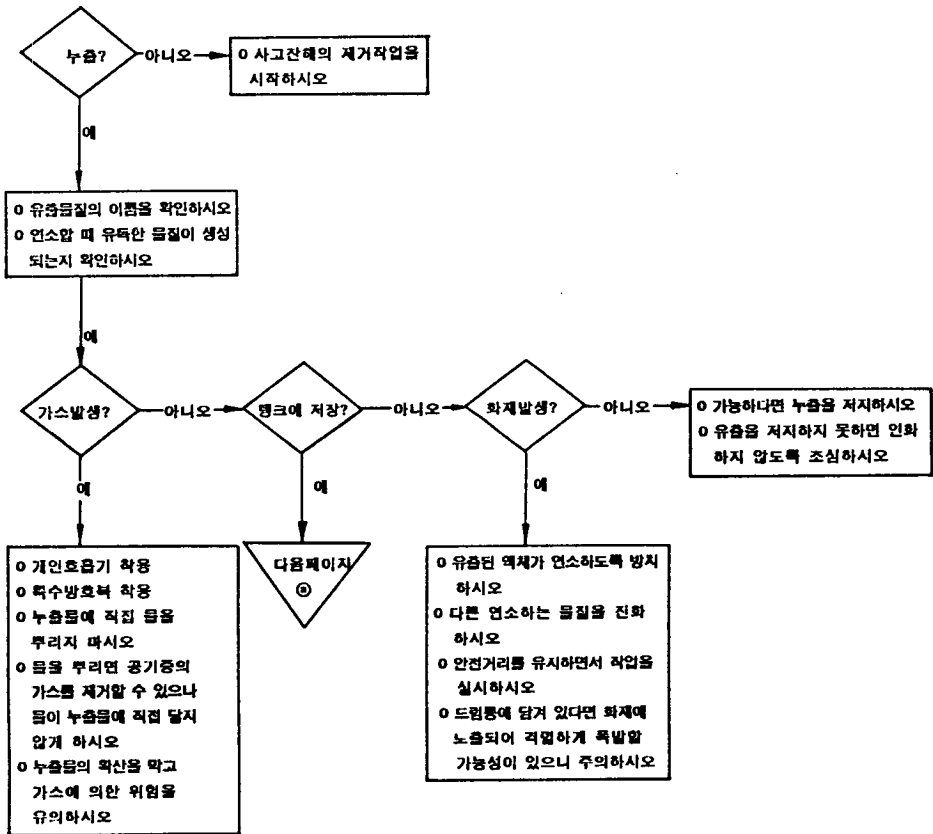 누출?
아니오
o 사고잔해의 제거작업을
시작하시오
예
o 유출물질의 이름을 확인하시오
o 연소할 때 유독한 물질이 생성
되는지 확인하시오
예
가스발생?
아니오
탱크에 저장?
아니오
화재발생?
아니오
o 가능하다면 누출을 저지하시오
o 유출을 저지하지 못하면 인화
하지 않도록 조심하시오
예
예
예
o 개인호흡기 착용
o 특수방호복 착용
o 누출물에 직접 물을
뿌리지 마시오
o 물을 뿌리면 공기중의
가스를 제거할 수 있으나
물이 누출물에 직접 닿지
않게 하시오
o 누출물의 확산을 막고
가스에 의한 위험을
유의하시오
다음페이지
⊙
o 유출된 액체가 연소하도록 방치
하시오
o 다른 연소하는 물질을 진화
하시오
o 안전거리를 유지하면서 작업을
실시하시오
o 드럼통에 담겨 있다면 화재에
노출되어 격렬하게 폭발할
가능성이 있으니 주의하시오